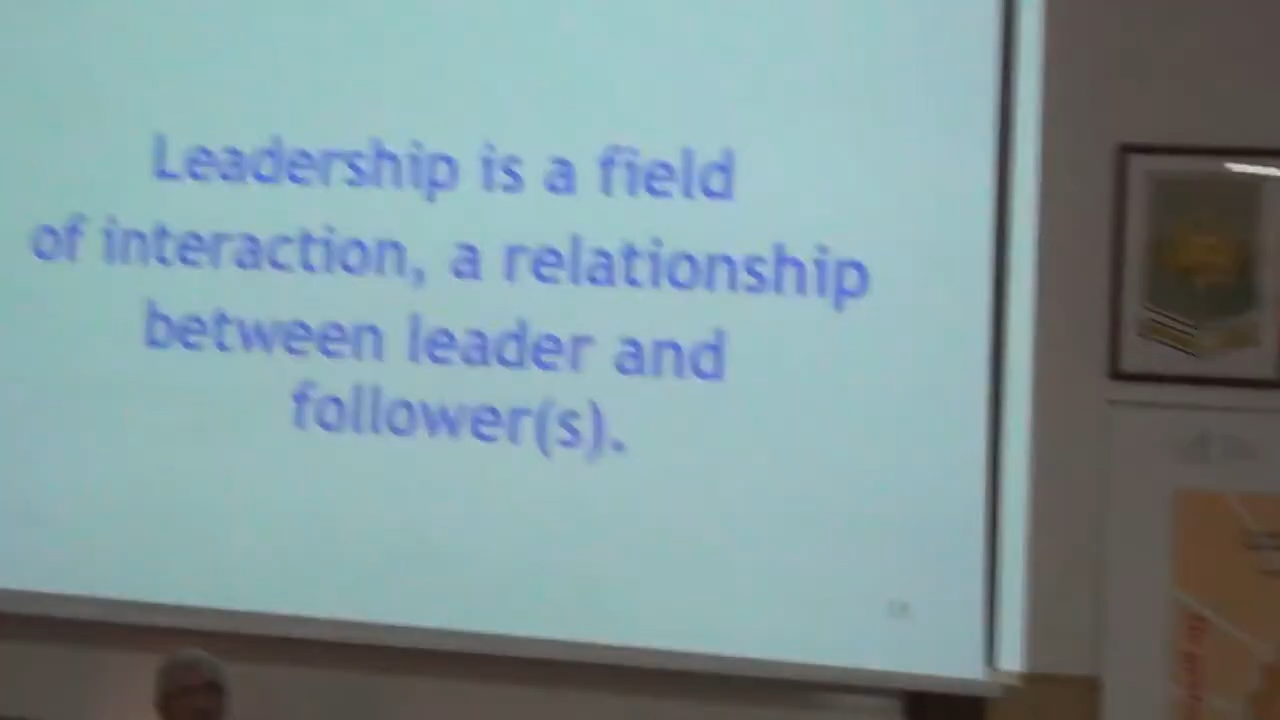 Leadership is a field
of interaction, a relationship
between leader and
follower(s).